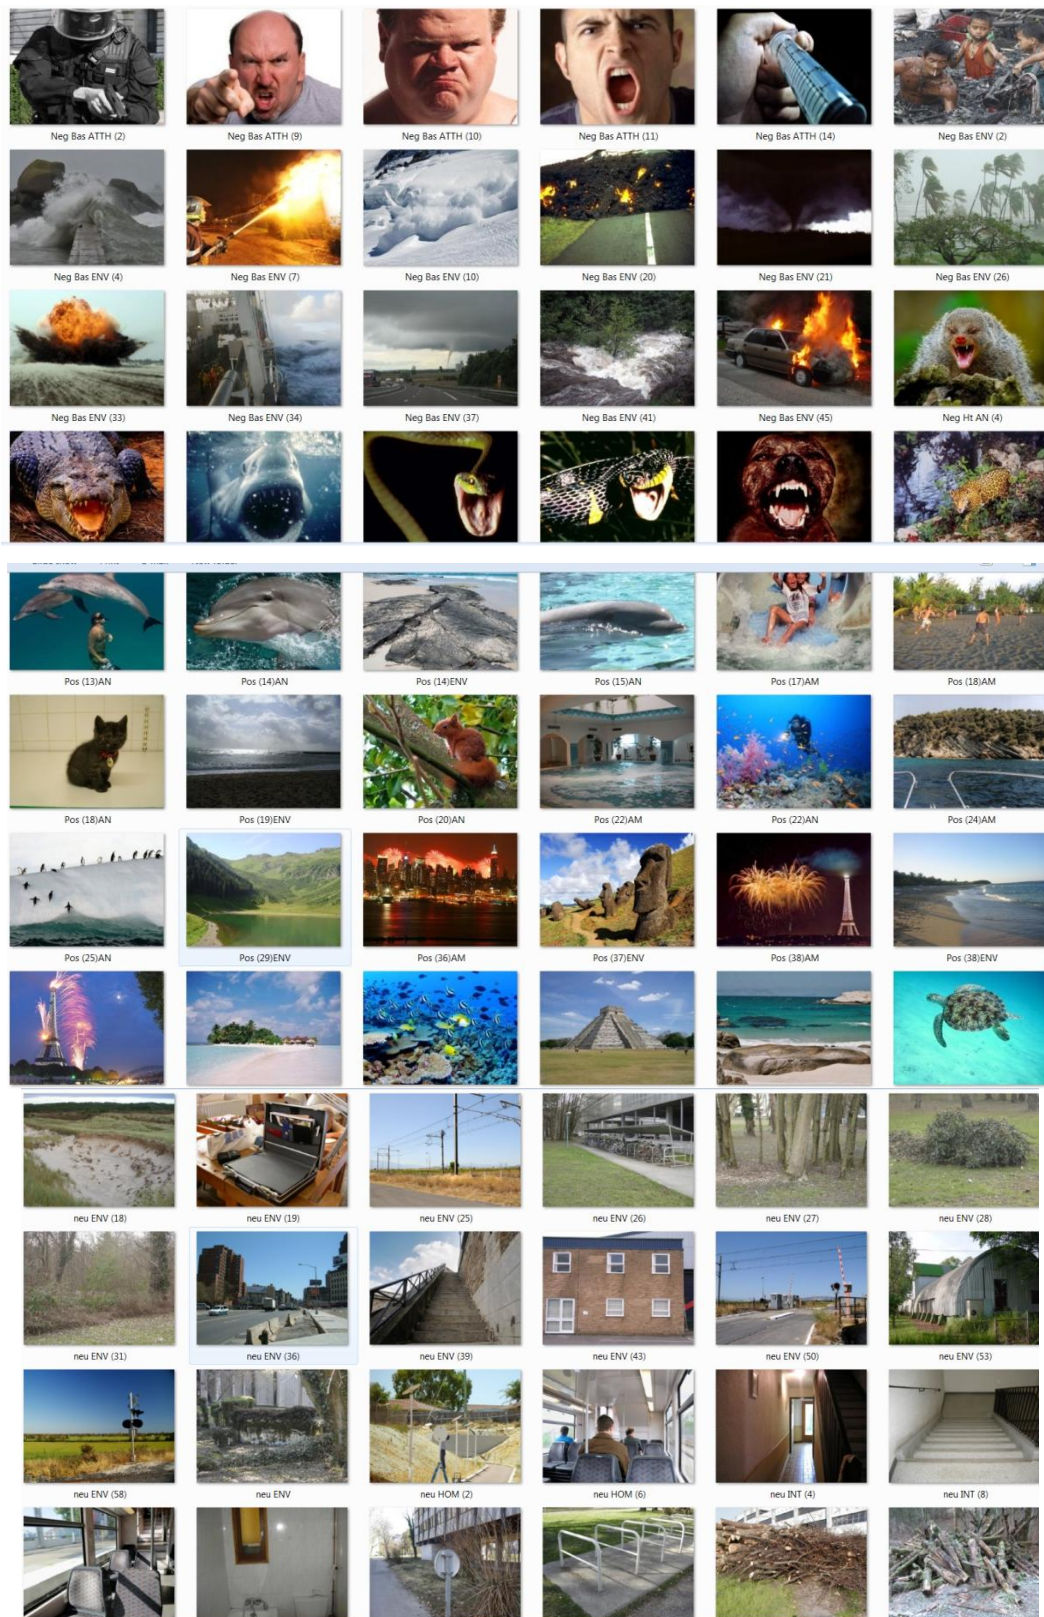 Neg Bas ATTH (2) Neg Bas ATTH (9) Neg Bas ATTH (10) Neg Bas ATTH (11) Neg Bas ATTH (14) Neg Bas ENV (2)
Neg Bas ENV (4) Neg Bas ENV (7) Neg Bas ENV (10) Neg Bas ENV (20) Neg Bas ENV (21) Neg Bas ENV (26)
Neg Bas ENV (33) Neg Bas ENV (34) Neg Bas ENV (37) Neg Bas ENV (41) Neg Bas ENV (45) Neg Ht AN (4)
Pos (13)AN Pos (14)AN Pos (14)ENV Pos (15)AN Pos (17)AM Pos (18)AM
Pos (18)AN Pos (19)ENV Pos (20)AN Pos (22)AM Pos (22)AN Pos (24)AM
Pos (25)AN Pos (29)ENV Pos (36)AM Pos (37)ENV Pos (38)AM Pos (38)ENV
neu ENV (18) neu ENV (19) neu ENV (25) neu ENV (26) neu ENV (27) neu ENV (28)
neu ENV (31) neu ENV (36) neu ENV (39) neu ENV (43) neu ENV (50) neu ENV (53)
neu ENV (58) neu ENV neu HOM (2) neu HOM (6) neu INT (4) neu INT (8)